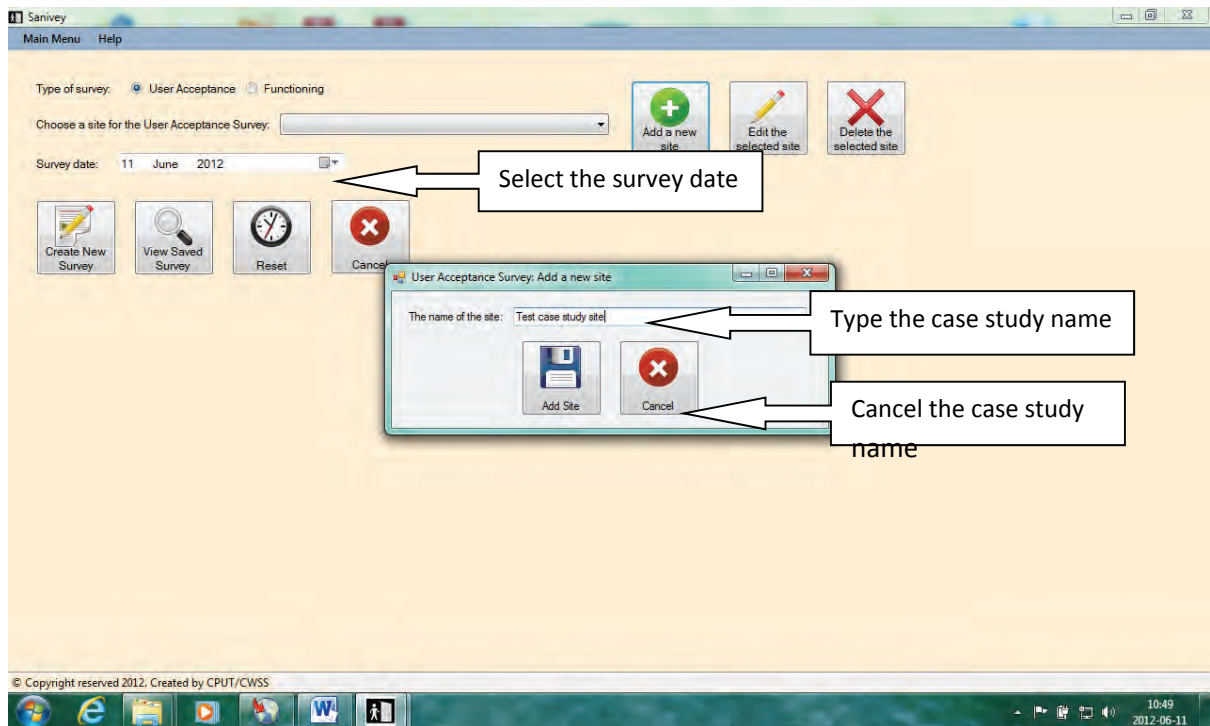 Sanivey
Main Menu Help
Type of survey: User Acceptance Functioning
Choose a site for the User Acceptance Survey:
Add a new
site
Edit the
selected site
Delete the
selected site
Survey date: 11 June 2012
Select the survey date
Create New
Survey
View Saved
Survey
Reset
Cancel
User Acceptance Survey: Add a new site
The name of the site: Test case study site
Type the case study name
Add Site
Cancel
Cancel the case study
name
© Copyright reserved 2012. Created by CPUT/CWSS
10:49
2012-06-11